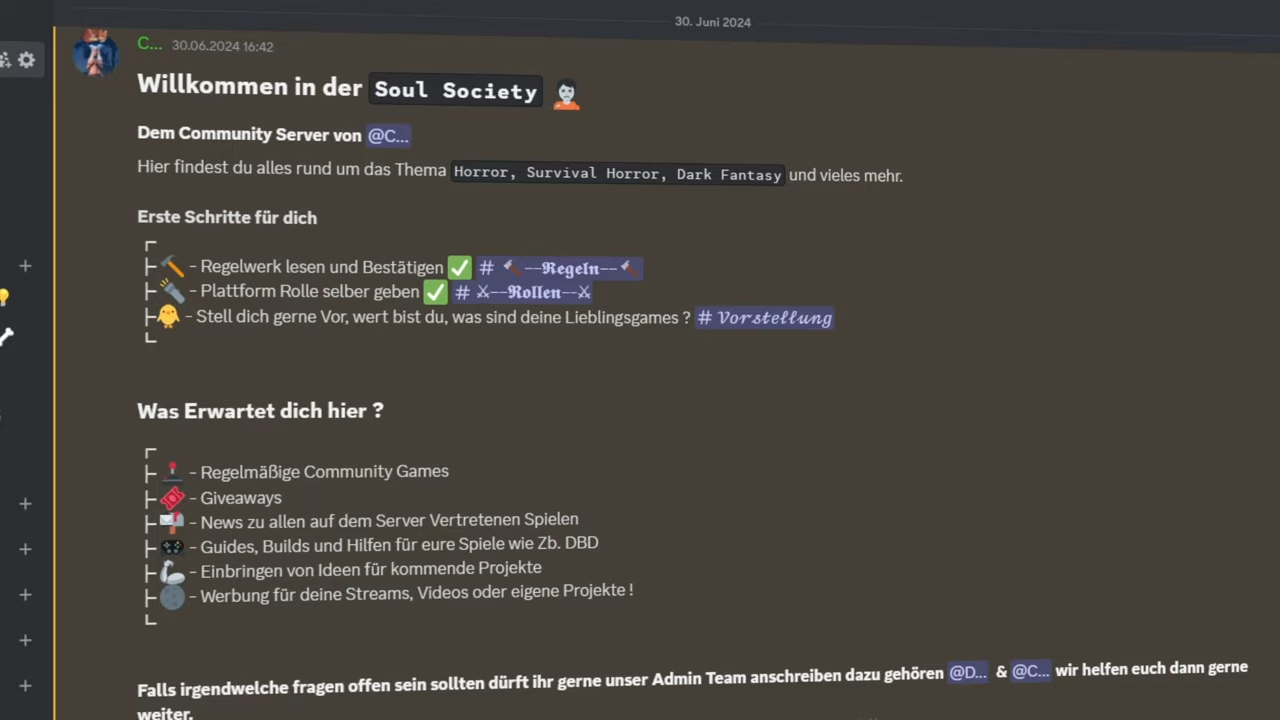 30. Juni 2024
C... 30.06.2024 16:42
Willkommen in der Soul Society
Dem Community Server von @C...
Hier findest du alles rund um das Thema Horror, Survival Horror, Dark Fantasy und vieles mehr.
Erste Schritte für dich
- Regelwerk lesen und Bestätigen ✅ # 🔨--𝕽𝖊𝖌𝖊𝖑𝖓--🔨
- Plattform Rolle selber geben ✅ # ⚔--𝕽𝖔𝖑𝖑𝖊𝖓--⚔
- Stell dich gerne Vor, wert bist du, was sind deine Lieblingsgames ? # 𝓥𝓸𝓻𝓼𝓽𝓮𝓵𝓵𝓾𝓷𝓰
Was Erwartet dich hier ?
- Regelmäßige Community Games
- Giveaways
- News zu allen auf dem Server Vertretenen Spielen
- Guides, Builds und Hilfen für eure Spiele wie Zb. DBD
- Einbringen von Ideen für kommende Projekte
- Werbung für deine Streams, Videos oder eigene Projekte !
Falls irgendwelche fragen offen sein sollten dürft ihr gerne unser Admin Team anschreiben dazu gehören @D... & @C... wir helfen euch dann gerne
weiter.